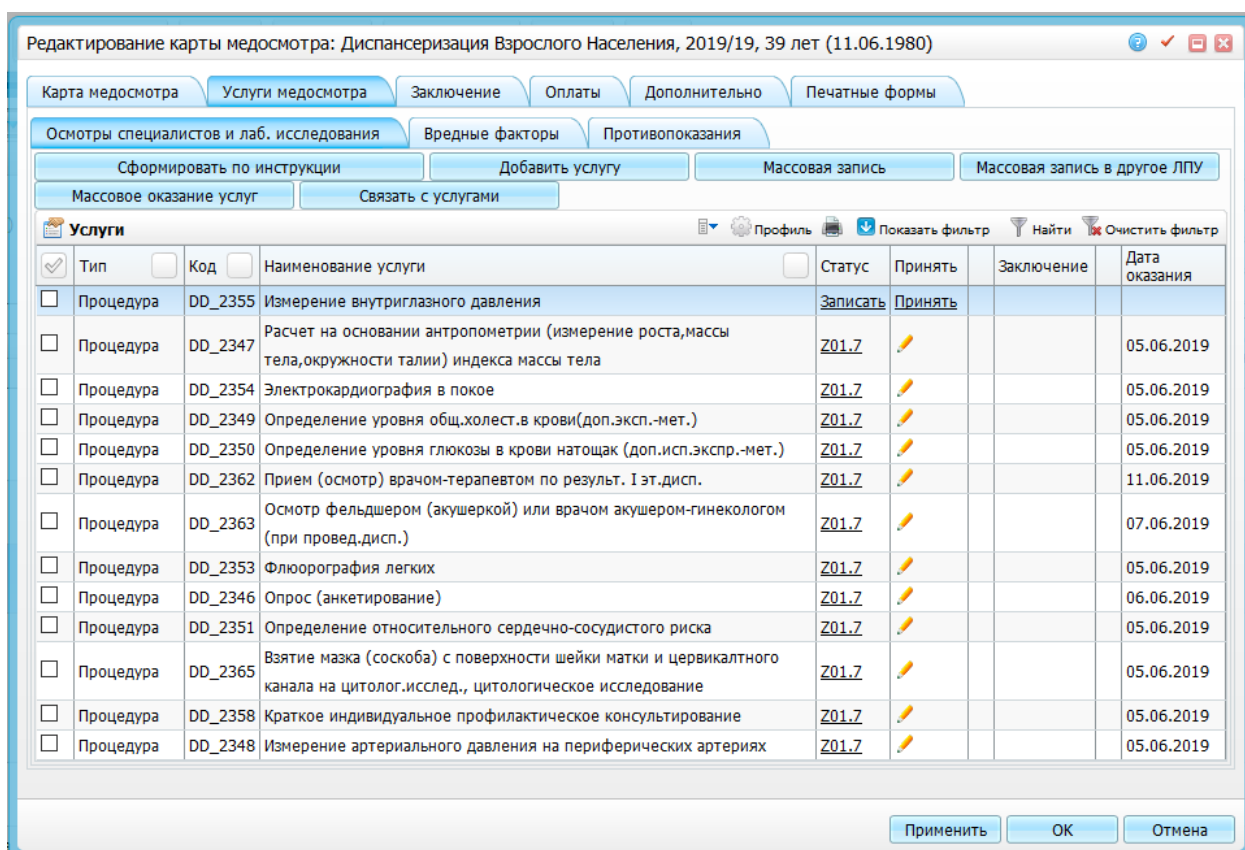 Редактирование карты медосмотра: Диспансеризация Взрослого Населения, 2019/19, 39 лет (11.06.1980)
Карта медосмотра Услуги медосмотра Заключение Оплаты Дополнительно Печатные формы
Осмотры специалистов и лаб. исследования Вредные факторы Противопоказания
Сформировать по инструкции Добавить услугу Массовая запись Массовая запись в другое ЛПУ
Массовое оказание услуг Связать с услугами
Услуги Профиль Показать фильтр Найти Очистить фильтр
Тип Код Наименование услуги Статус Принять Заключение Дата
оказания
Процедура DD_2355 Измерение внутриглазного давления Записать Принять
Расчет на основании антропометрии (измерение роста,массы
Процедура DD_2347 тела,окружности талии) индекса массы тела Z01.7 05.06.2019
Процедура DD_2354 Электрокардиография в покое Z01.7 05.06.2019
Процедура DD_2349 Определение уровня общ.холест.в крови(доп.эксп.-мет.) Z01.7 05.06.2019
Процедура DD_2350 Определение уровня глюкозы в крови натощак (доп.исп.экспр.-мет.) Z01.7 05.06.2019
Процедура DD_2362 Прием (осмотр) врачом-терапевтом по результ. I эт.дисп. Z01.7 11.06.2019
Осмотр фельдшером (акушеркой) или врачом акушером-гинекологом
Процедура DD_2363 (при провед.дисп.) Z01.7 07.06.2019
Процедура DD_2353 Флюорография легких Z01.7 05.06.2019
Процедура DD_2346 Опрос (анкетирование) Z01.7 06.06.2019
Процедура DD_2351 Определение относительного сердечно-сосудистого риска Z01.7 05.06.2019
Взятие мазка (соскоба) с поверхности шейки матки и цервикалтного
Процедура DD_2365 канала на цитолог.исслед., цитологическое исследование Z01.7 05.06.2019
Процедура DD_2358 Краткое индивидуальное профилактическое консультирование Z01.7 05.06.2019
Процедура DD_2348 Измерение артериального давления на периферических артериях Z01.7 05.06.2019
Применить ОК Отмена